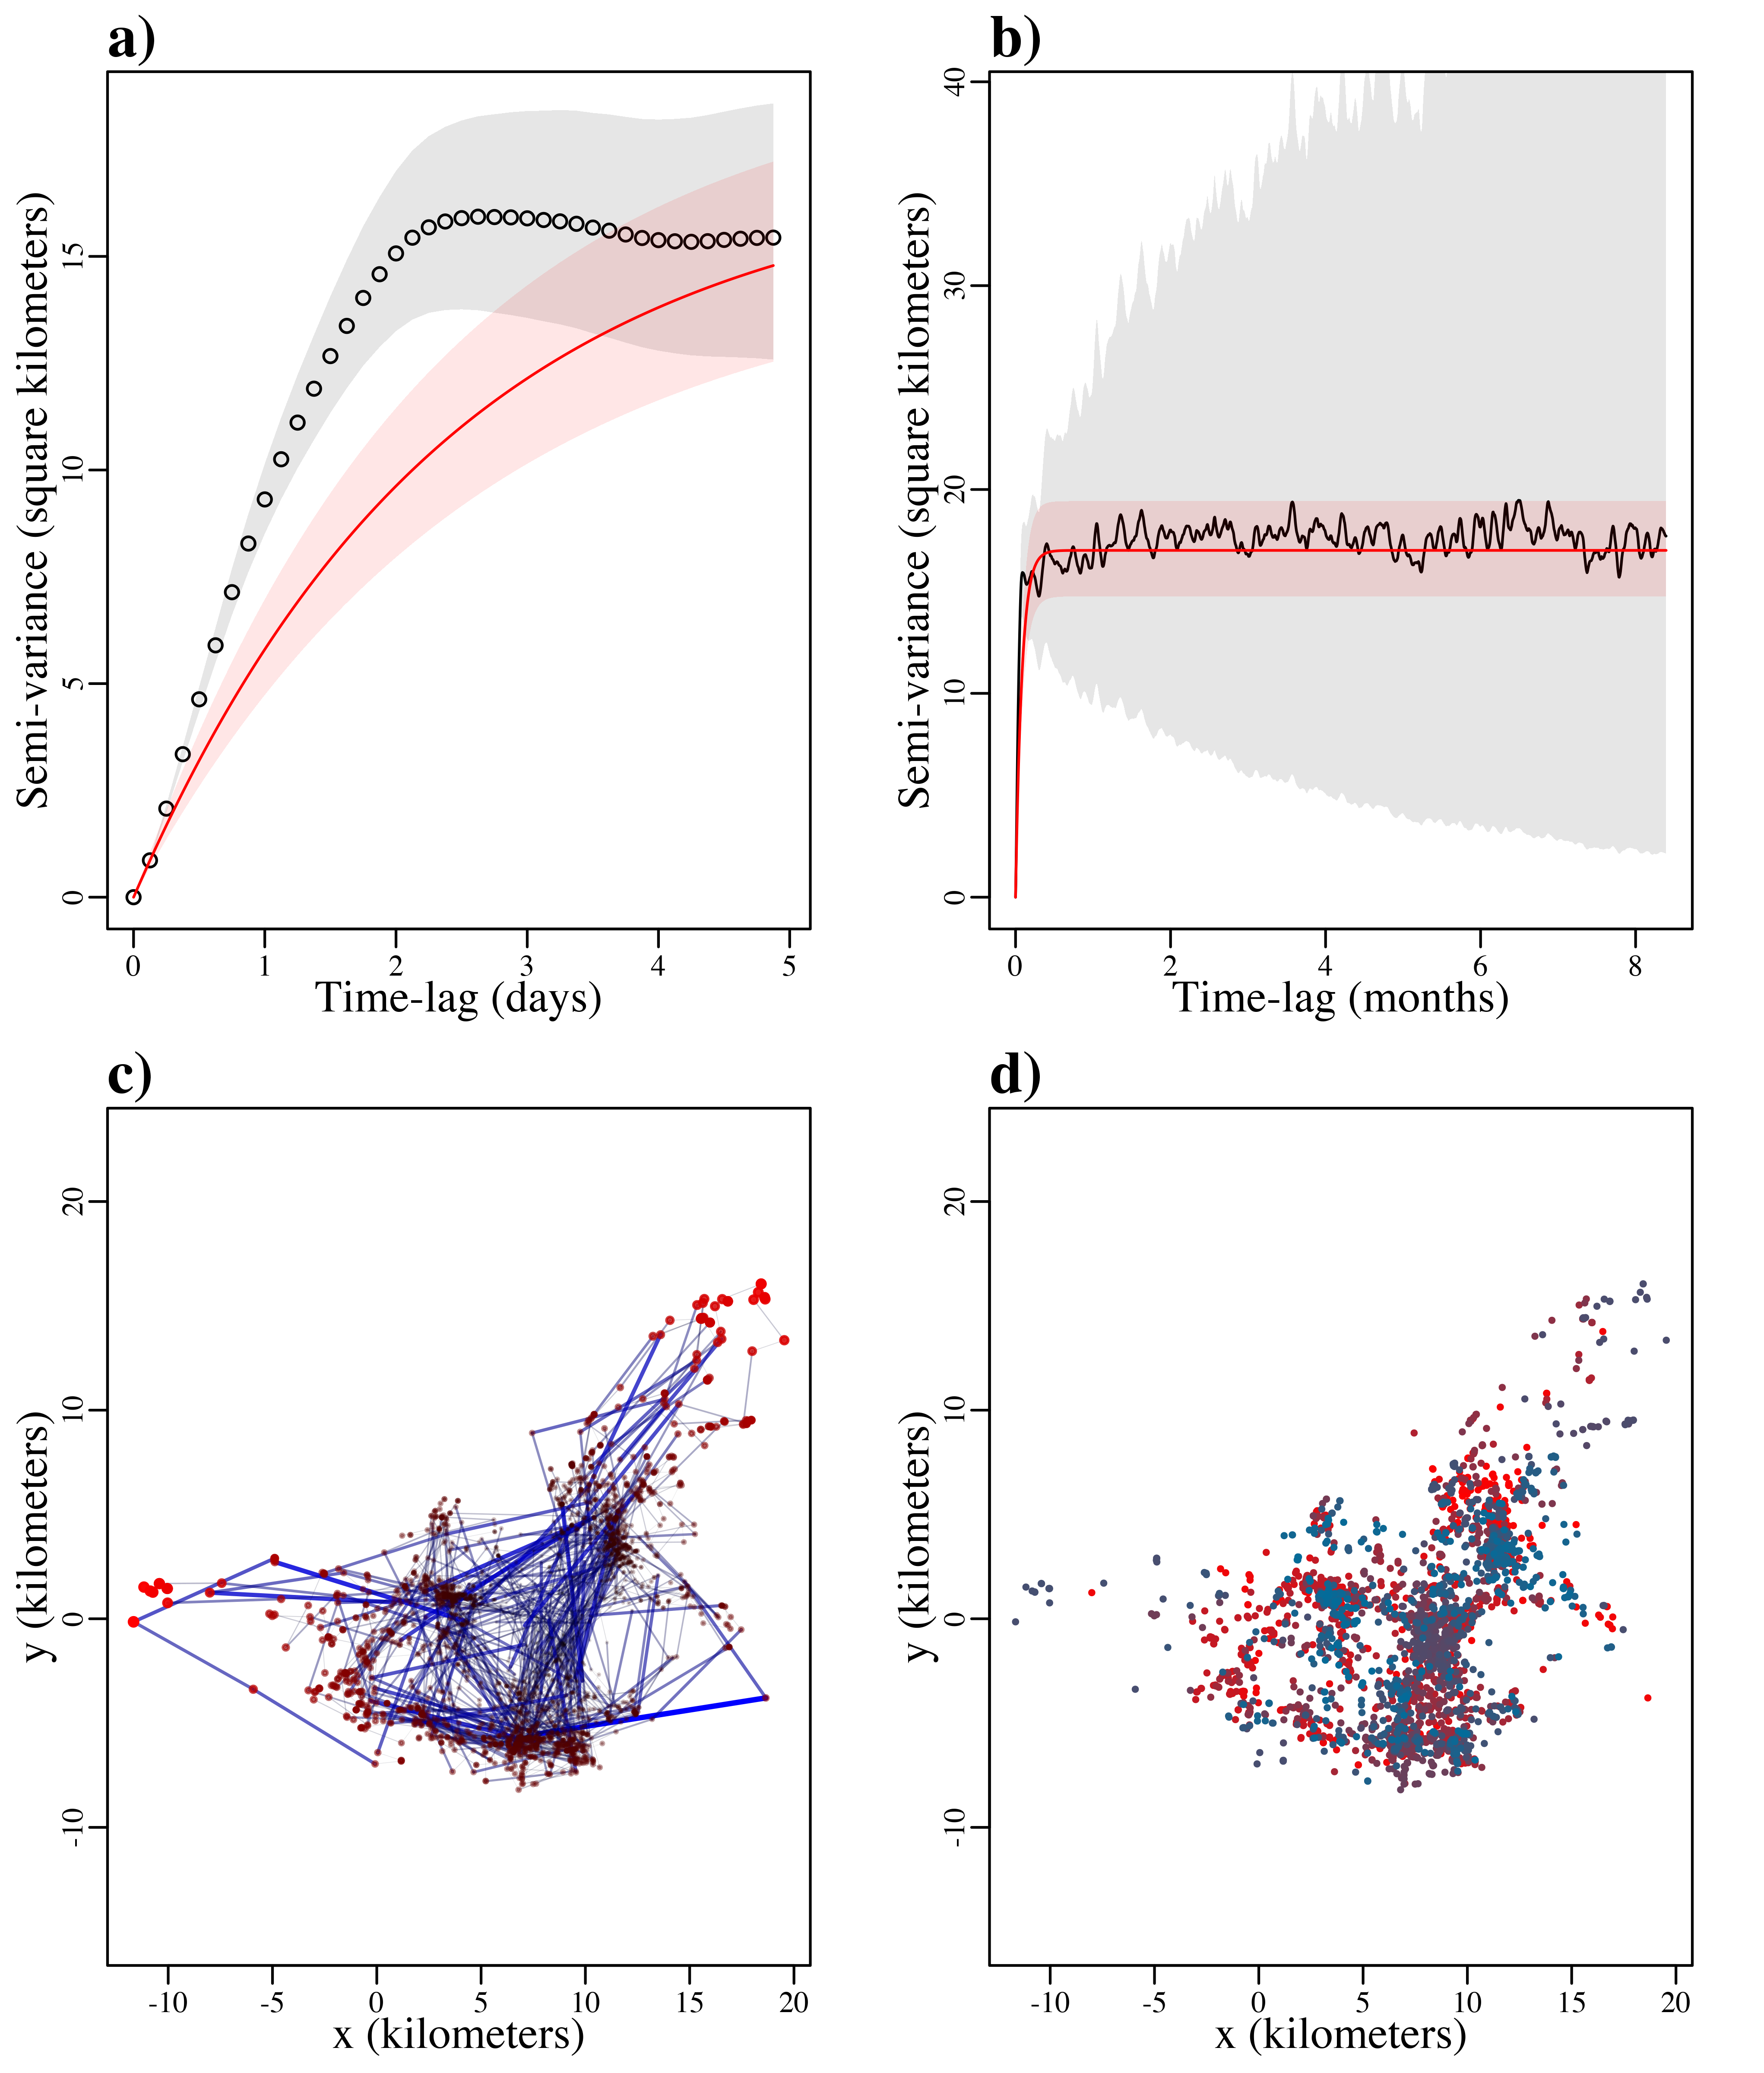 a)
Semi-variance (square kilometers)
15
10
5
0
0 1 2 3 4 5
Time-lag (days)
b)
Semi-variance (square kilometers)
40
30
20
10
0
0 2 4 6 8
Time-lag (months)
c)
y (kilometers)
20
10
0
-10
-10 -5 0 5 10 15 20
x (kilometers)
d)
y (kilometers)
20
10
0
-10
-10 -5 0 5 10 15 20
x (kilometers)